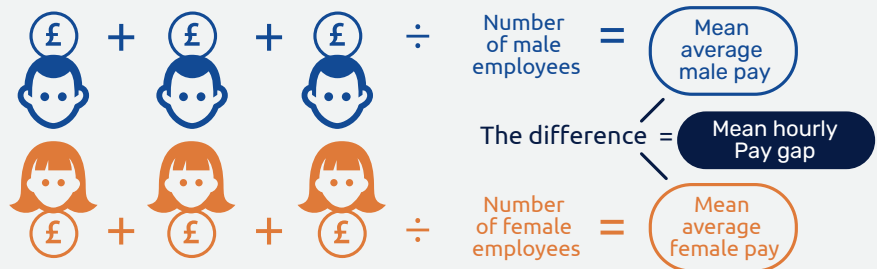 £ + £ + £ ÷
Number
of male
employees
=
Mean
average
male pay
The difference =
Mean hourly
Pay gap
£ + £ + £ ÷
Number
of female
employees
=
Mean
average
female pay